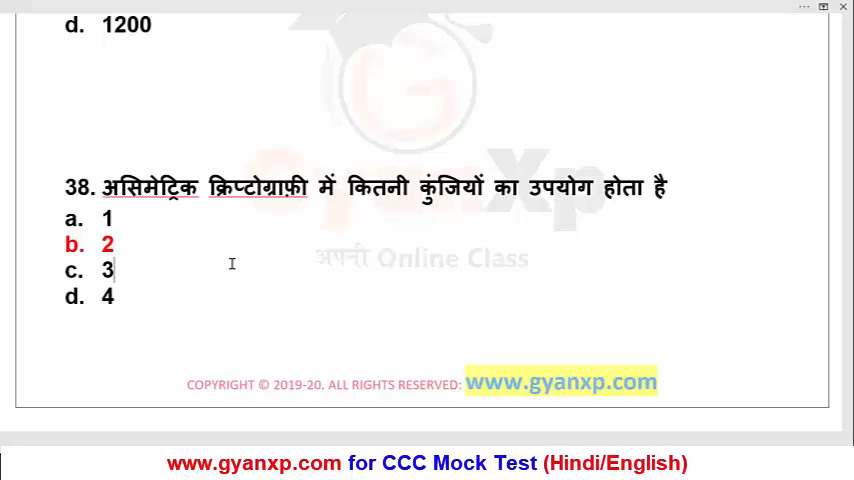 d. 1200
38. असिमेट्रिक क्रिप्टोग्राफ़ी में कितनी कुंजियों का उपयोग होता है
a. 1
b. 2
c. 3
d. 4
GyanXp
अपनी Online Class
COPYRIGHT © 2019-20. ALL RIGHTS RESERVED: www.gyanxp.com
www.gyanxp.com for CCC Mock Test (Hindi/English)